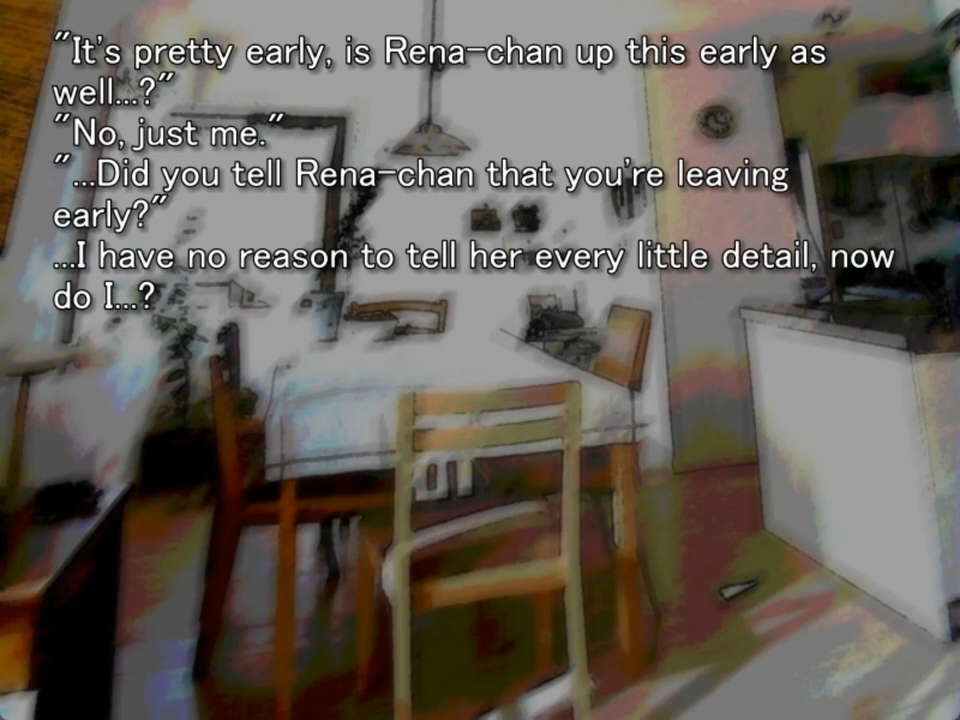 "It's pretty early, is Rena-chan up this early as
well...?"
"No, just me."
"...Did you tell Rena-chan that you're leaving
early?"
...I have no reason to tell her every little detail, now
do I...?